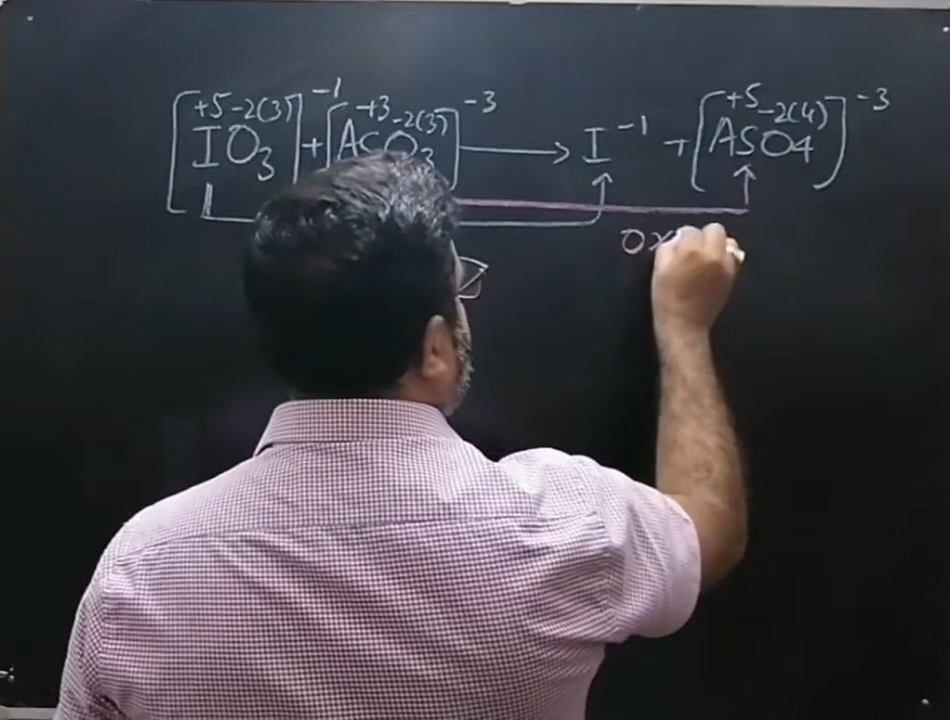 [IO₃]⁻¹ + [ASO₃]⁻³ → I⁻¹ + [ASO₄]⁻³
+5 -2(3) +3 -2(3) +5 -2(4)
OX